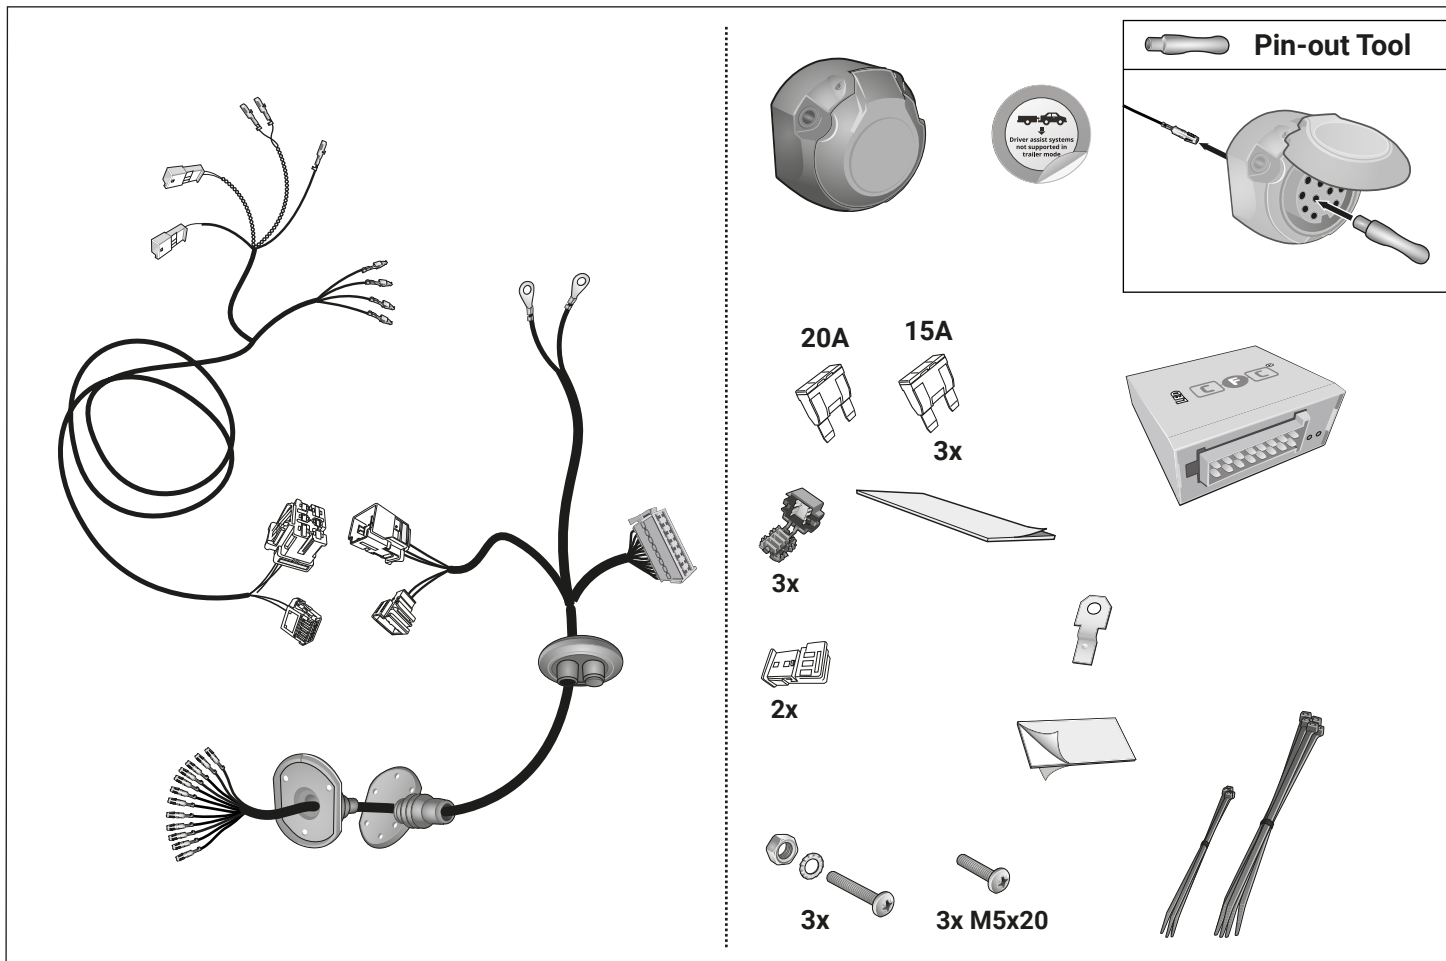 Pin-out Tool
Driver assist systems
not supported in
trailer mode
20A
15A
3x
CFC
3x
2x
3x
3x M5x20